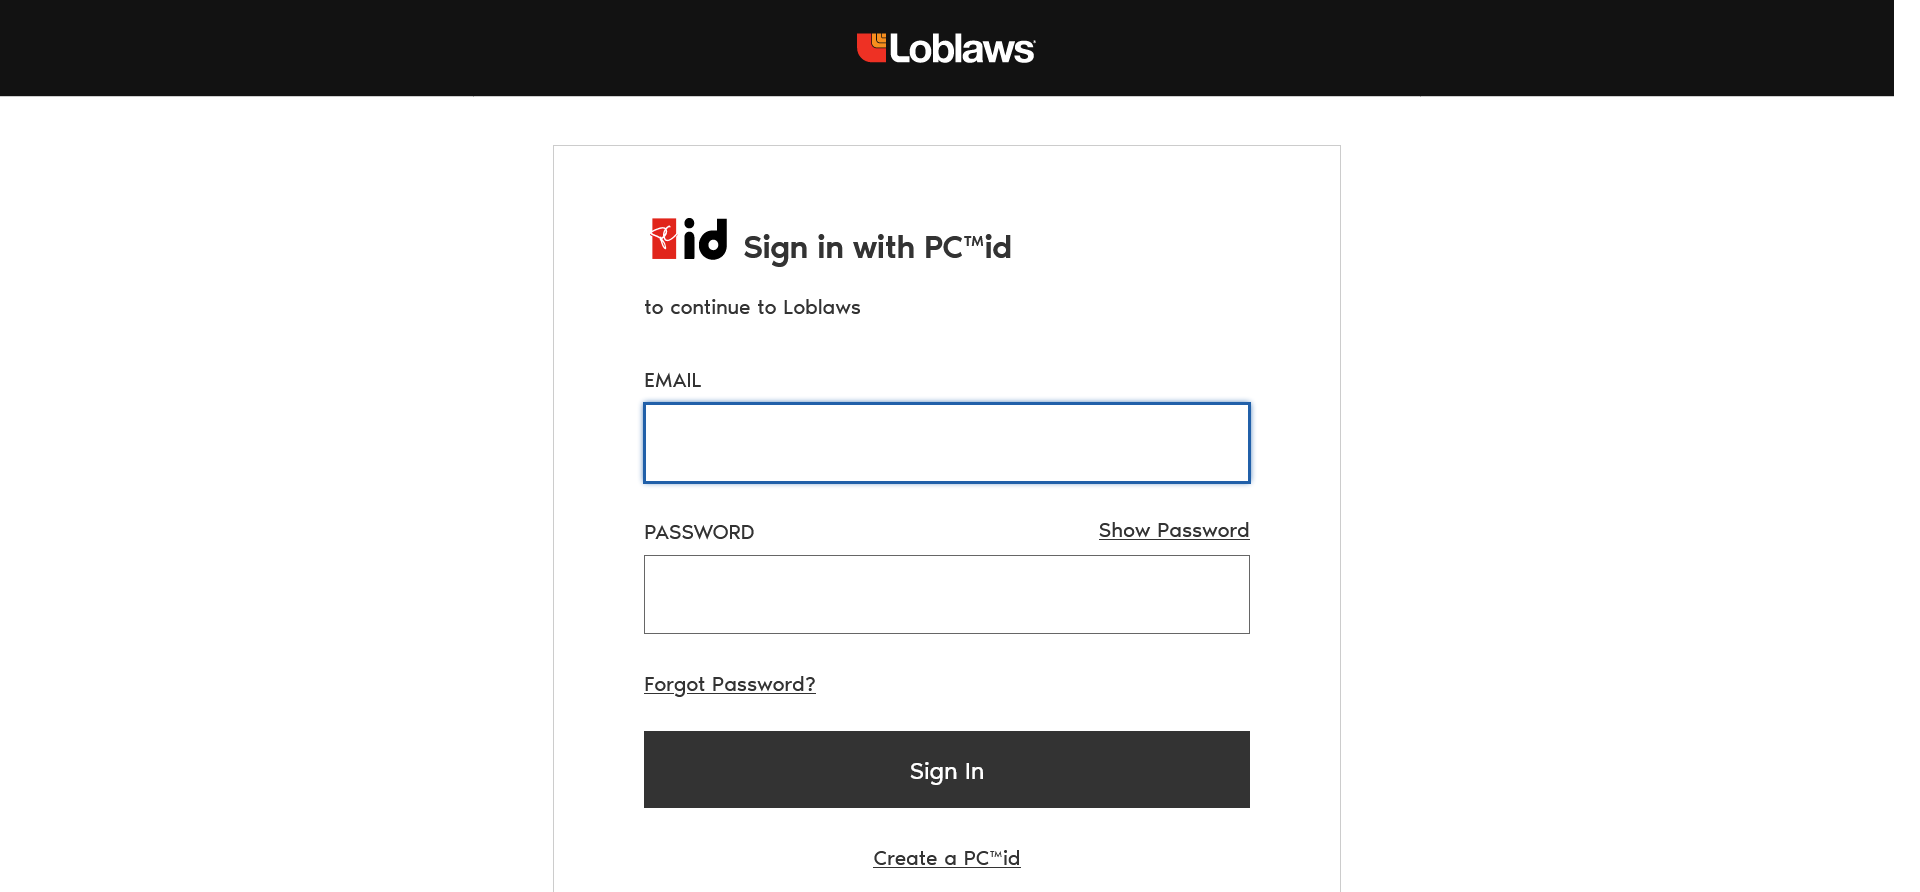 Loblaws
id Sign in with PC™id
to continue to Loblaws
EMAIL
PASSWORD
Show Password
Forgot Password?
Sign In
Create a PC™id